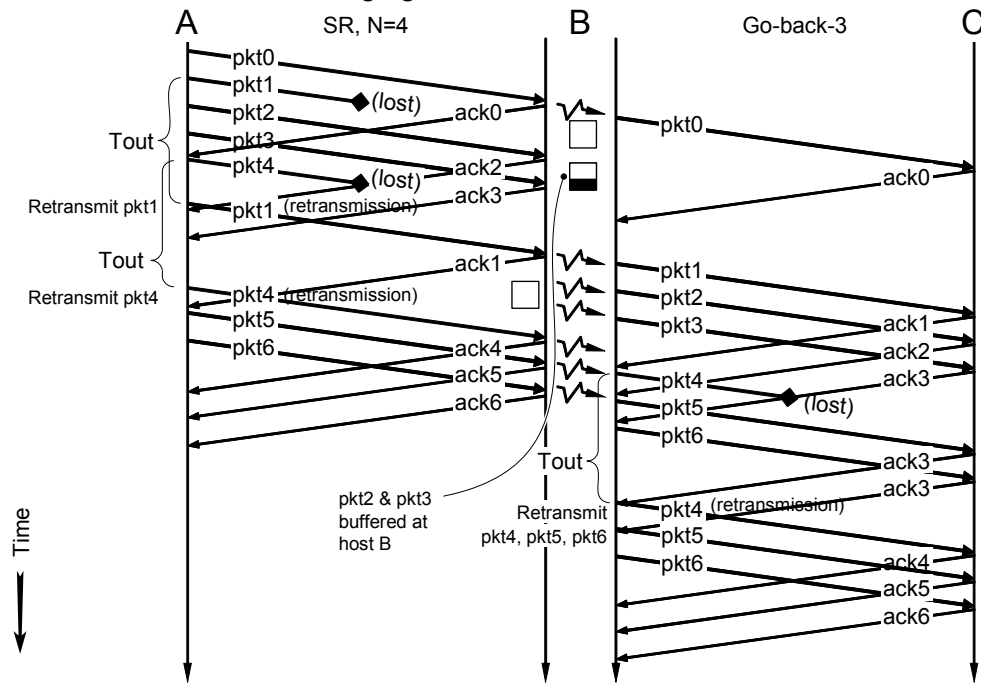 A
SR, N=4
B
Go-back-3
C
pkt0
pkt1
(lost)
pkt2
ack0
pkt0
Tout
pkt3
pkt4
(lost)
ack2
ack0
Retransmit pkt1
pkt1 (retransmission)
ack3
Tout
ack1
pkt1
Retransmit pkt4
pkt4 (retransmission)
pkt2
pkt5
pkt3
ack1
pkt6
ack4
ack2
ack5
pkt4
ack3
ack6
pkt5
(lost)
pkt6
Tout
ack3
ack3
pkt2 & pkt3
buffered at
host B
Retransmit
pkt4, pkt5, pkt6
pkt4 (retransmission)
pkt5
pkt6
ack4
ack5
ack6
Time